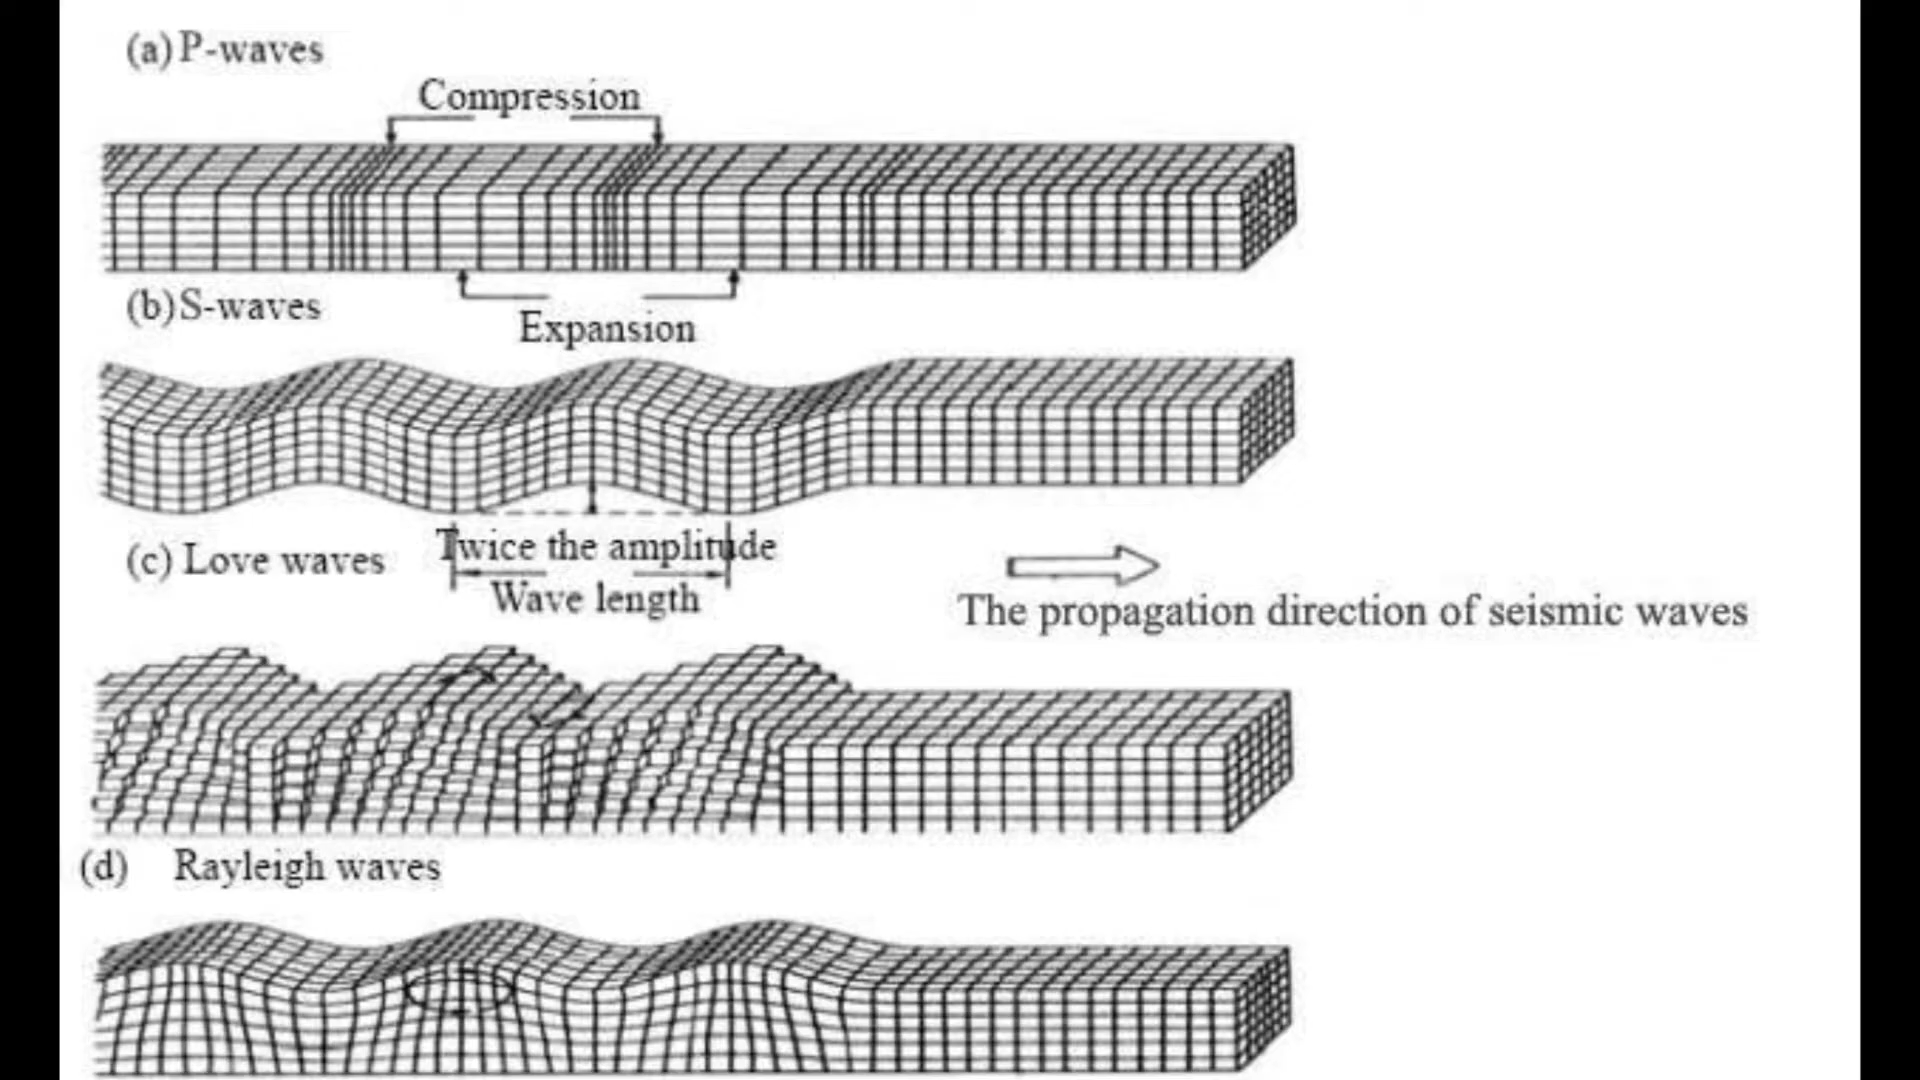 (a) P-waves
Compression
(b) S-waves
Expansion
Twice the amplitude
(c) Love waves
Wave length
The propagation direction of seismic waves
(d) Rayleigh waves